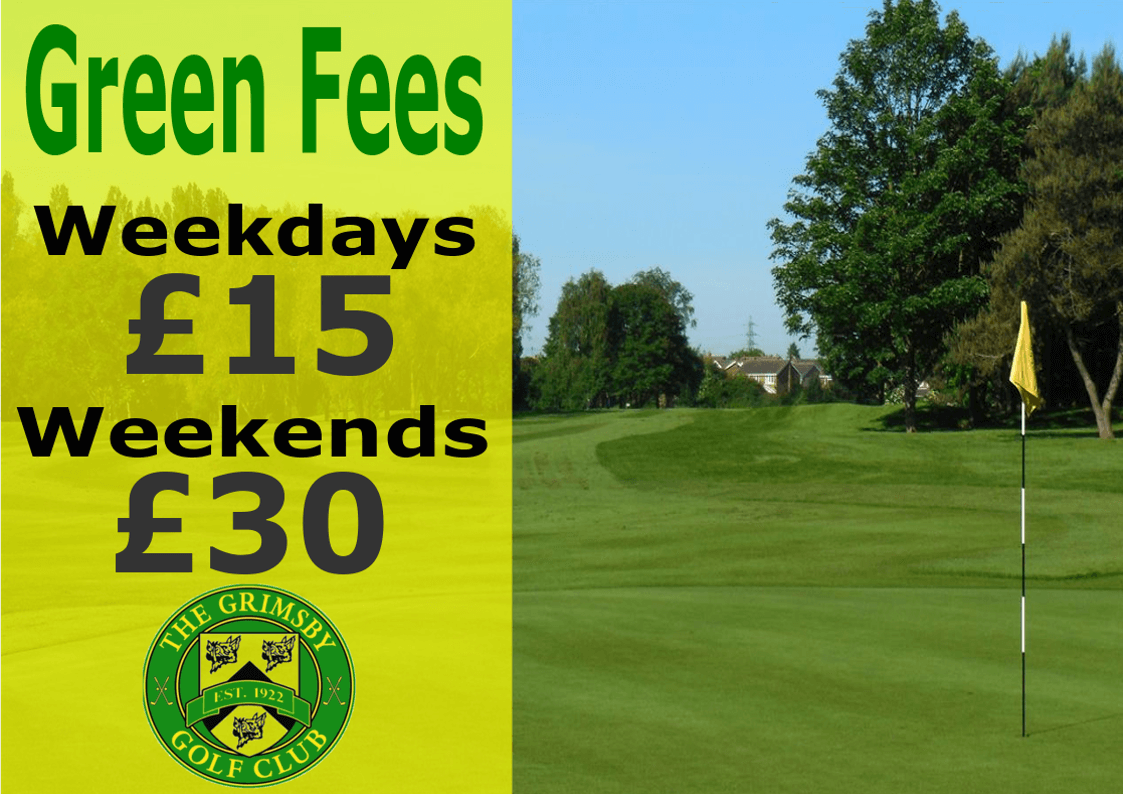 Green Fees
Weekdays
£15
Weekends
£30
THE GRIMSBY
EST. 1922
GOLF CLUB